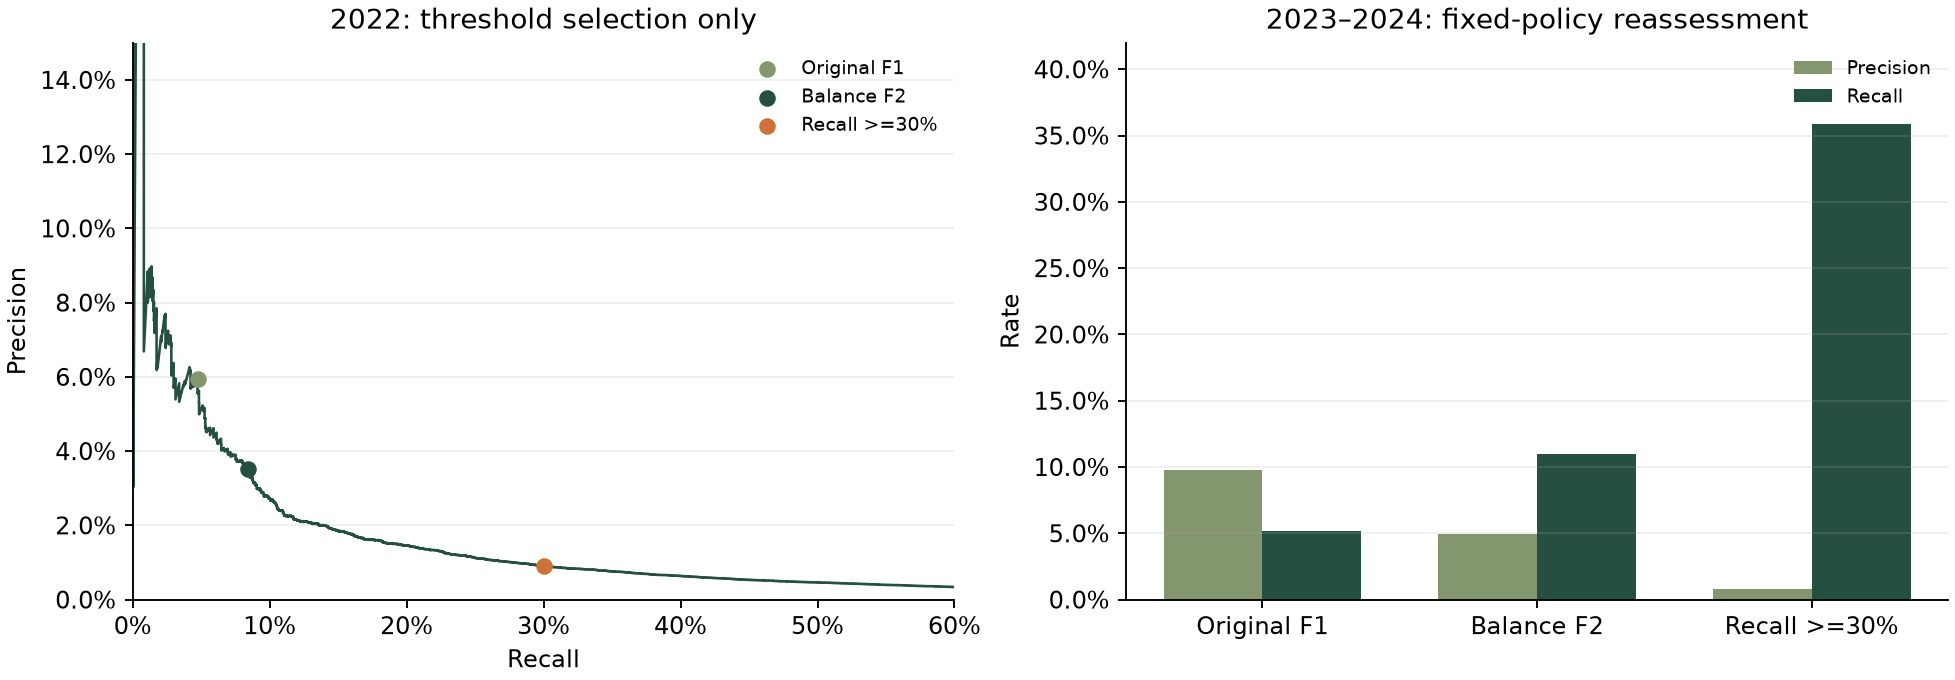 2022: threshold selection only
Original F1
Balance F2
Recall >=30%
14.0%
12.0%
10.0%
8.0%
6.0%
4.0%
2.0%
0.0%
Precision
0% 10% 20% 30% 40% 50% 60%
Recall
2023–2024: fixed-policy reassessment
Precision
Recall
40.0%
35.0%
30.0%
25.0%
20.0%
15.0%
10.0%
5.0%
0.0%
Rate
Original F1 Balance F2 Recall >=30%